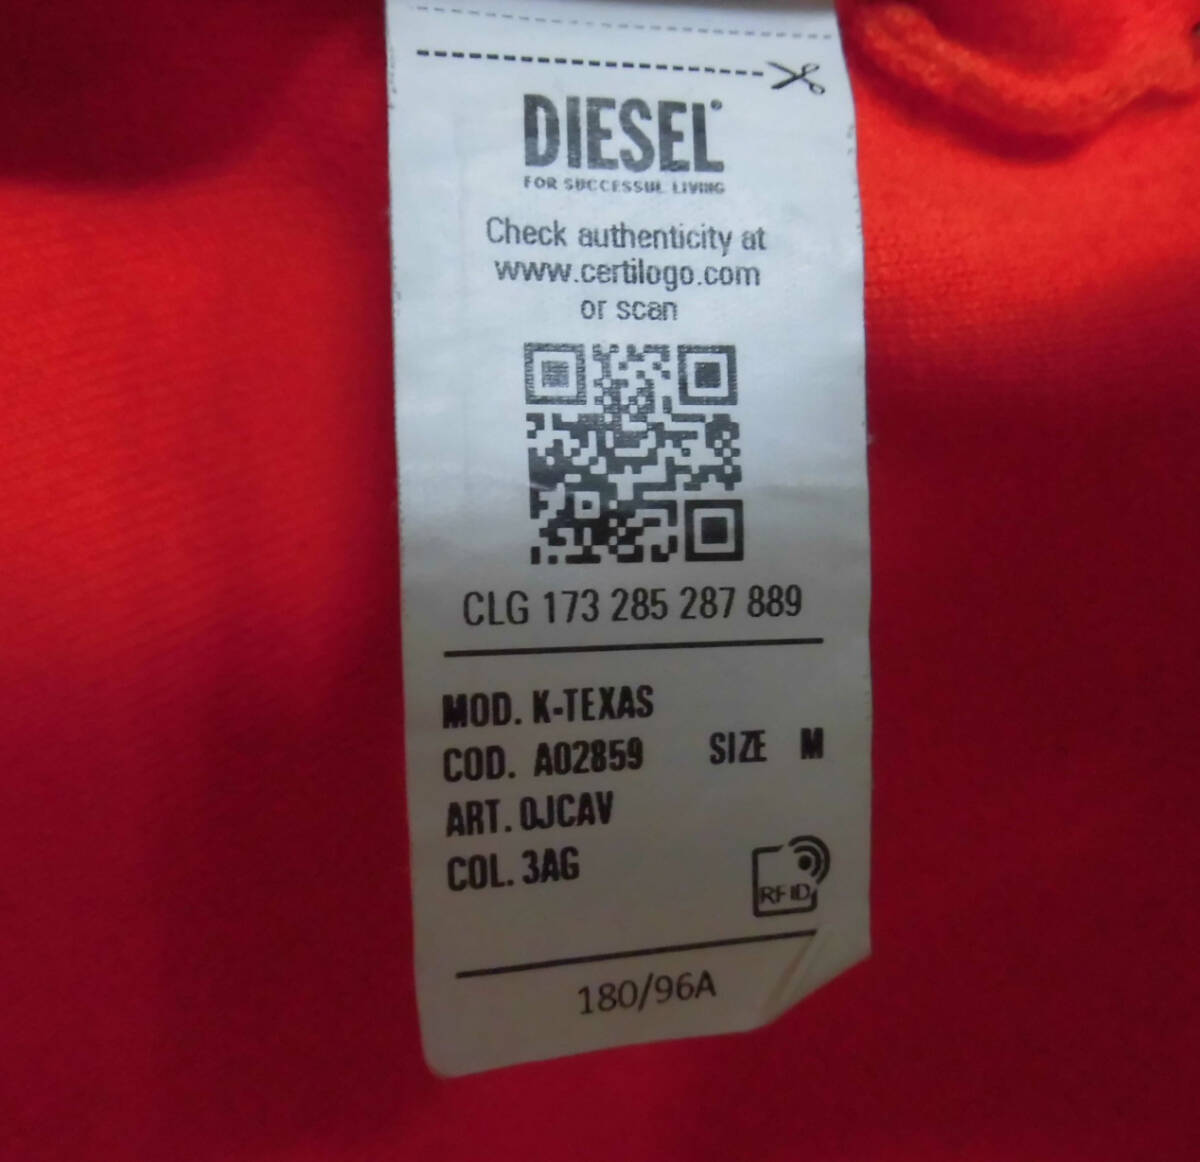 DIESEL
FOR SUCCESSUL LIVING
Check authenticity at
www.certilogo.com
or scan
CLG 173 285 287 889
MOD. K-TEXAS
COD. A02859 SIZE M
ART. 0JCAV
COL. 3AG
RFID
180/96A